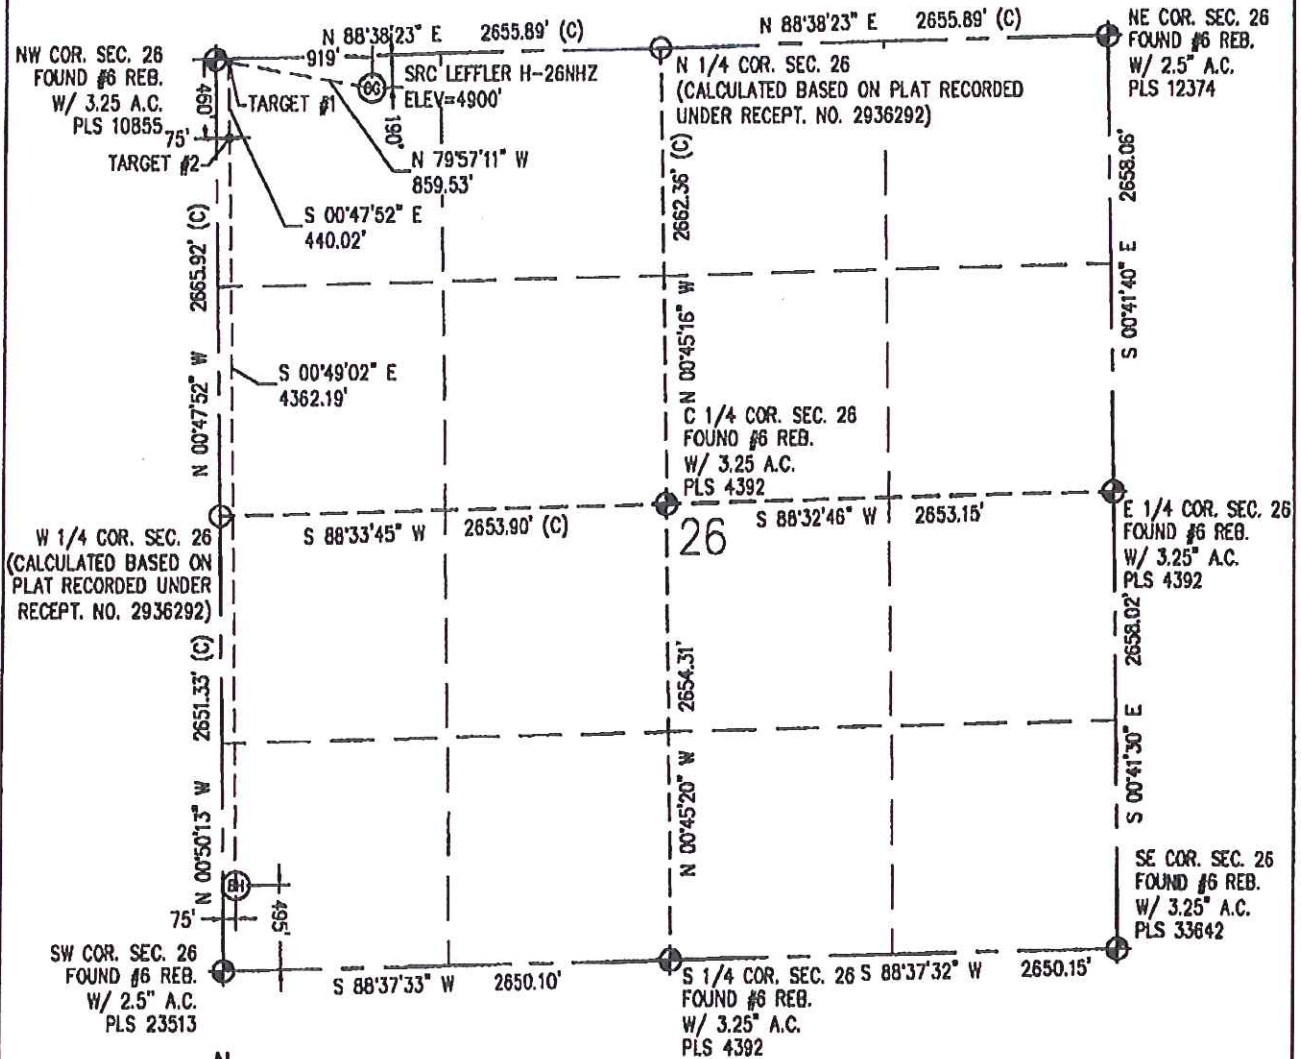 N 88°38'23" E 2655.89' (C)
N 88°38'23" E 2655.89' (C)
NW COR. SEC. 26
FOUND #6 REB.
W/ 3.25 A.C.
PLS 10855
NE COR. SEC. 26
FOUND #6 REB.
W/ 2.5" A.C.
PLS 12374
919'
SRC LEFFLER H-26NHZ
ELEV=4900'
N 1/4 COR. SEC. 26
(CALCULATED BASED ON PLAT RECORDED
UNDER RECEPT. NO. 2936292)
460'
TARGET #1
190'
75'
TARGET #2
N 79°57'11" W
859.53'
S 00°47'52" E
440.02'
N 00°47'52" W 2665.92' (C)
N 00°45'16" W 2662.36' (C)
S 00°41'40" E 2658.06'
S 00°49'02" E
4362.19'
C 1/4 COR. SEC. 26
FOUND #6 REB.
W/ 3.25 A.C.
PLS 4392
W 1/4 COR. SEC. 26
(CALCULATED BASED ON
PLAT RECORDED UNDER
RECEPT. NO. 2936292)
S 88°33'45" W 2653.90' (C)
26
S 88°32'46" W 2653.15'
E 1/4 COR. SEC. 26
FOUND #6 REB.
W/ 3.25" A.C.
PLS 4392
N 00°50'13" W 2651.33' (C)
N 00°45'20" W 2654.31'
S 00°41'30" E 2658.02'
BH
75'
495'
SW COR. SEC. 26
FOUND #6 REB.
W/ 2.5" A.C.
PLS 23513
S 88°37'33" W 2650.10'
S 1/4 COR. SEC. 26
FOUND #6 REB.
W/ 3.25" A.C.
PLS 4392
S 88°37'32" W 2650.15'
SE COR. SEC. 26
FOUND #6 REB.
W/ 3.25" A.C.
PLS 33642